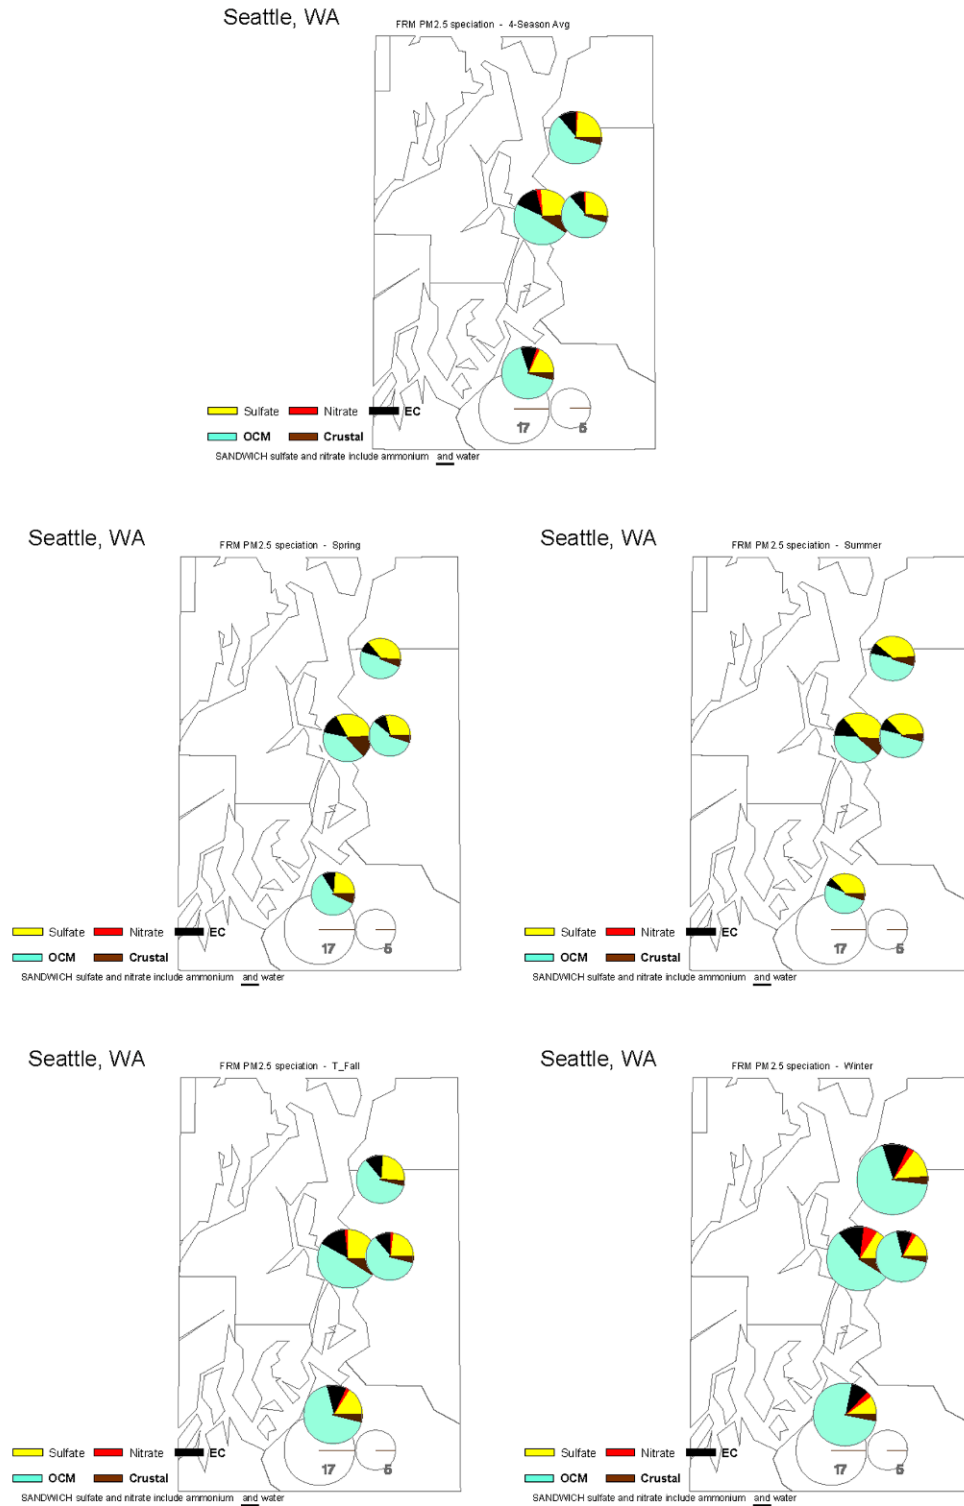 Seattle, WA
FRM PM2.5 speciation - 4-Season Avg
Sulfate Nitrate EC
OCM Crustal
17 5
SANDWICH sulfate and nitrate include ammonium and water
Seattle, WA
FRM PM2.5 speciation - Spring
Sulfate Nitrate EC
OCM Crustal
17 5
SANDWICH sulfate and nitrate include ammonium and water
Seattle, WA
FRM PM2.5 speciation - Summer
Sulfate Nitrate EC
OCM Crustal
17 5
SANDWICH sulfate and nitrate include ammonium and water
Seattle, WA
FRM PM2.5 speciation - T_Fall
Sulfate Nitrate EC
OCM Crustal
17 5
SANDWICH sulfate and nitrate include ammonium and water
Seattle, WA
FRM PM2.5 speciation - Winter
Sulfate Nitrate EC
OCM Crustal
17 5
SANDWICH sulfate and nitrate include ammonium and water